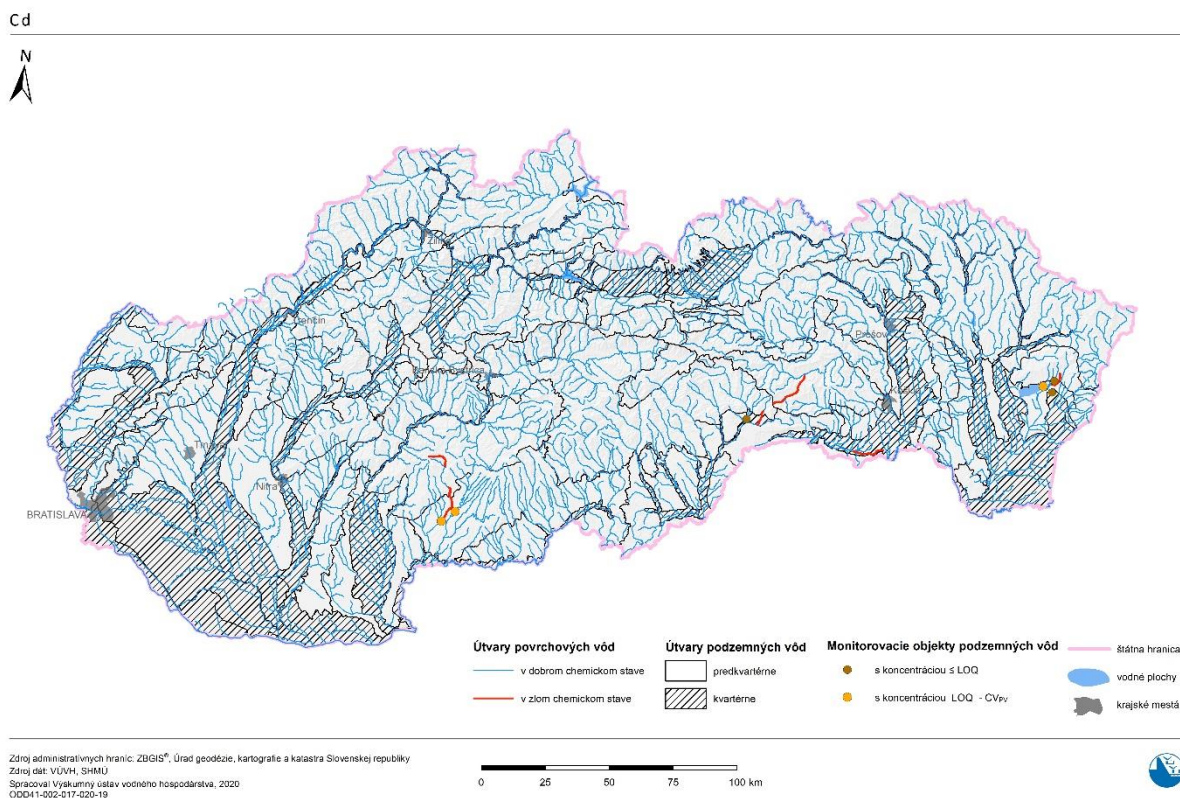 Cd
N
Žilina
Trenčín
Prešov
Banská Bystrica
Trnava
Nitra
BRATISLAVA
Útvary povrchových vôd
v dobrom chemickom stave
v zlom chemickom stave
Útvary podzemných vôd
predkvartérne
kvartérne
Monitorovacie objekty podzemných vôd
s koncentráciou ≤ LOQ
s koncentráciou LOQ - CVPV
štátna hranica
vodné plochy
krajské mestá
Zdroj administratívnych hraníc: ZBGIS®, Úrad geodézie, kartografie a katastra Slovenskej republiky
Zdroj dát: VÚVH, SHMÚ
Spracoval Výskumný ústav vodného hospodárstva, 2020
ODD41-002-017-020-19
0 25 50 75 100 km